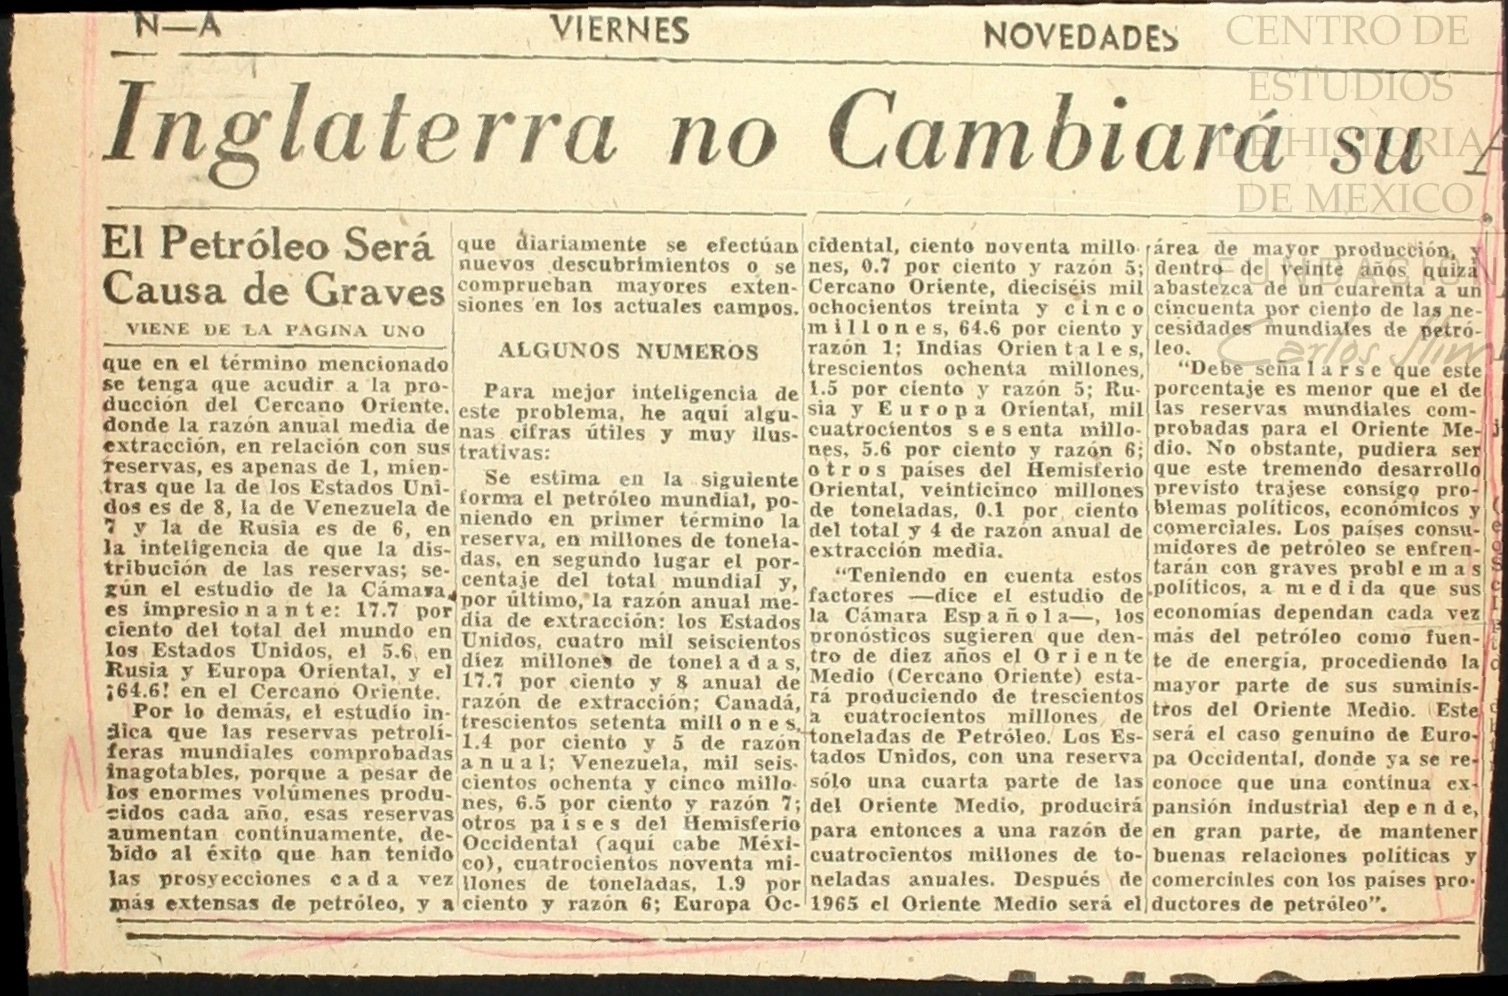 N—A
VIERNES
NOVEDADES
CENTRO DE
ESTUDIOS
DE HISTORIA
DE MEXICO
Carlos Slim
Inglaterra no Cambiará su A
El Petróleo Será
Causa de Graves
VIENE DE LA PAGINA UNO
que en el término mencionado
se tenga que acudir a la pro-
ducción del Cercano Oriente,
donde la razón anual media de
extracción, en relación con sus
reservas, es apenas de 1, mien-
tras que la de los Estados Uni-
dos es de 8, la de Venezuela de
7 y la de Rusia es de 6, en
la inteligencia de que la dis-
tribución de las reservas; se-
gún el estudio de la Cámara,
es impresionante: 17.7 por
ciento del total del mundo en
los Estados Unidos, el 5.6 en
Rusia y Europa Oriental, y el
¡64.6! en el Cercano Oriente.
Por lo demás, el estudio in-
dica que las reservas petrolí-
feras mundiales comprobadas
inagotables, porque a pesar de
los enormes volúmenes produ-
cidos cada año, esas reservas
aumentan continuamente, de-
bido al éxito que han tenido
las prosyecciones cada vez
más extensas de petróleo, y a
que diariamente se efectúan
nuevos descubrimientos o se
comprueban mayores exten-
siones en los actuales campos.
ALGUNOS NUMEROS
Para mejor inteligencia de
este problema, he aquí algu-
nas cifras útiles y muy ilus-
trativas:
Se estima en la siguiente
forma el petróleo mundial, po-
niendo en primer término la
reserva, en millones de tonela-
das, en segundo lugar el por-
centaje del total mundial y,
por último, la razón anual me-
dia de extracción: los Estados
Unidos, cuatro mil seiscientos
diez millones de toneladas,
17.7 por ciento y 8 anual de
razón de extracción; Canadá,
trescientos setenta millones,
1.4 por ciento y 5 de razón
anual; Venezuela, mil seis-
cientos ochenta y cinco millo-
nes, 6.5 por ciento y razón 7;
otros países del Hemisferio
Occidental (aquí cabe Méxi-
co), cuatrocientos noventa mi-
llones de toneladas, 1.9 por
ciento y razón 6; Europa Oc-
cidental, ciento noventa millo-
nes, 0.7 por ciento y razón 5;
Cercano Oriente, dieciséis mil
ochocientos treinta y cinco
millones, 64.6 por ciento y
razón 1; Indias Orientales,
trescientos ochenta millones,
1.5 por ciento y razón 5; Ru-
sia y Europa Oriental, mil
cuatrocientos sesenta millo-
nes, 5.6 por ciento y razón 6;
otros países del Hemisferio
Oriental, veinticinco millones
de toneladas, 0.1 por ciento
del total y 4 de razón anual de
extracción media.
"Teniendo en cuenta estos
factores —dice el estudio de
la Cámara Española—, los
pronósticos sugieren que den-
tro de diez años el Oriente
Medio (Cercano Oriente) esta-
rá produciendo de trescientos
a cuatrocientos millones de
toneladas de Petróleo. Los Es-
tados Unidos, con una reserva
sólo una cuarta parte de las
del Oriente Medio, producirá
para entonces a una razón de
cuatrocientos millones de to-
neladas anuales. Después de
1965 el Oriente Medio será el
área de mayor producción, y
dentro de veinte años quizá
abastezca de un cuarenta a un
cincuenta por ciento de las ne-
cesidades mundiales de petró-
leo.
"Debe señalarse que este
porcentaje es menor que el de
las reservas mundiales com-
probadas para el Oriente Me-
dio. No obstante, pudiera ser
que este tremendo desarrollo
previsto trajese consigo pro-
blemas políticos, económicos y
comerciales. Los países consu-
midores de petróleo se enfren-
tarán con graves problemas
políticos, a medida que sus
economías dependan cada vez
más del petróleo como fuen-
te de energía, procediendo la
mayor parte de sus suminis-
tros del Oriente Medio. Este
será el caso genuino de Euro-
pa Occidental, donde ya se re-
conoce que una continua ex-
pansión industrial depende,
en gran parte, de mantener
buenas relaciones políticas y
comerciales con los países pro-
ductores de petróleo".